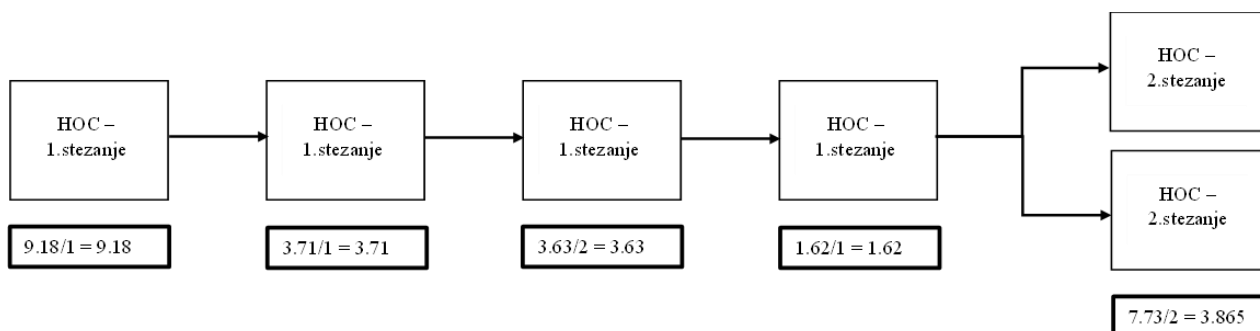 HOC –
1.stezanje
HOC –
1.stezanje
HOC –
1.stezanje
HOC –
1.stezanje
HOC –
2.stezanje
HOC –
2.stezanje
9.18/1 = 9.18
3.71/1 = 3.71
3.63/2 = 3.63
1.62/1 = 1.62
7.73/2 = 3.865